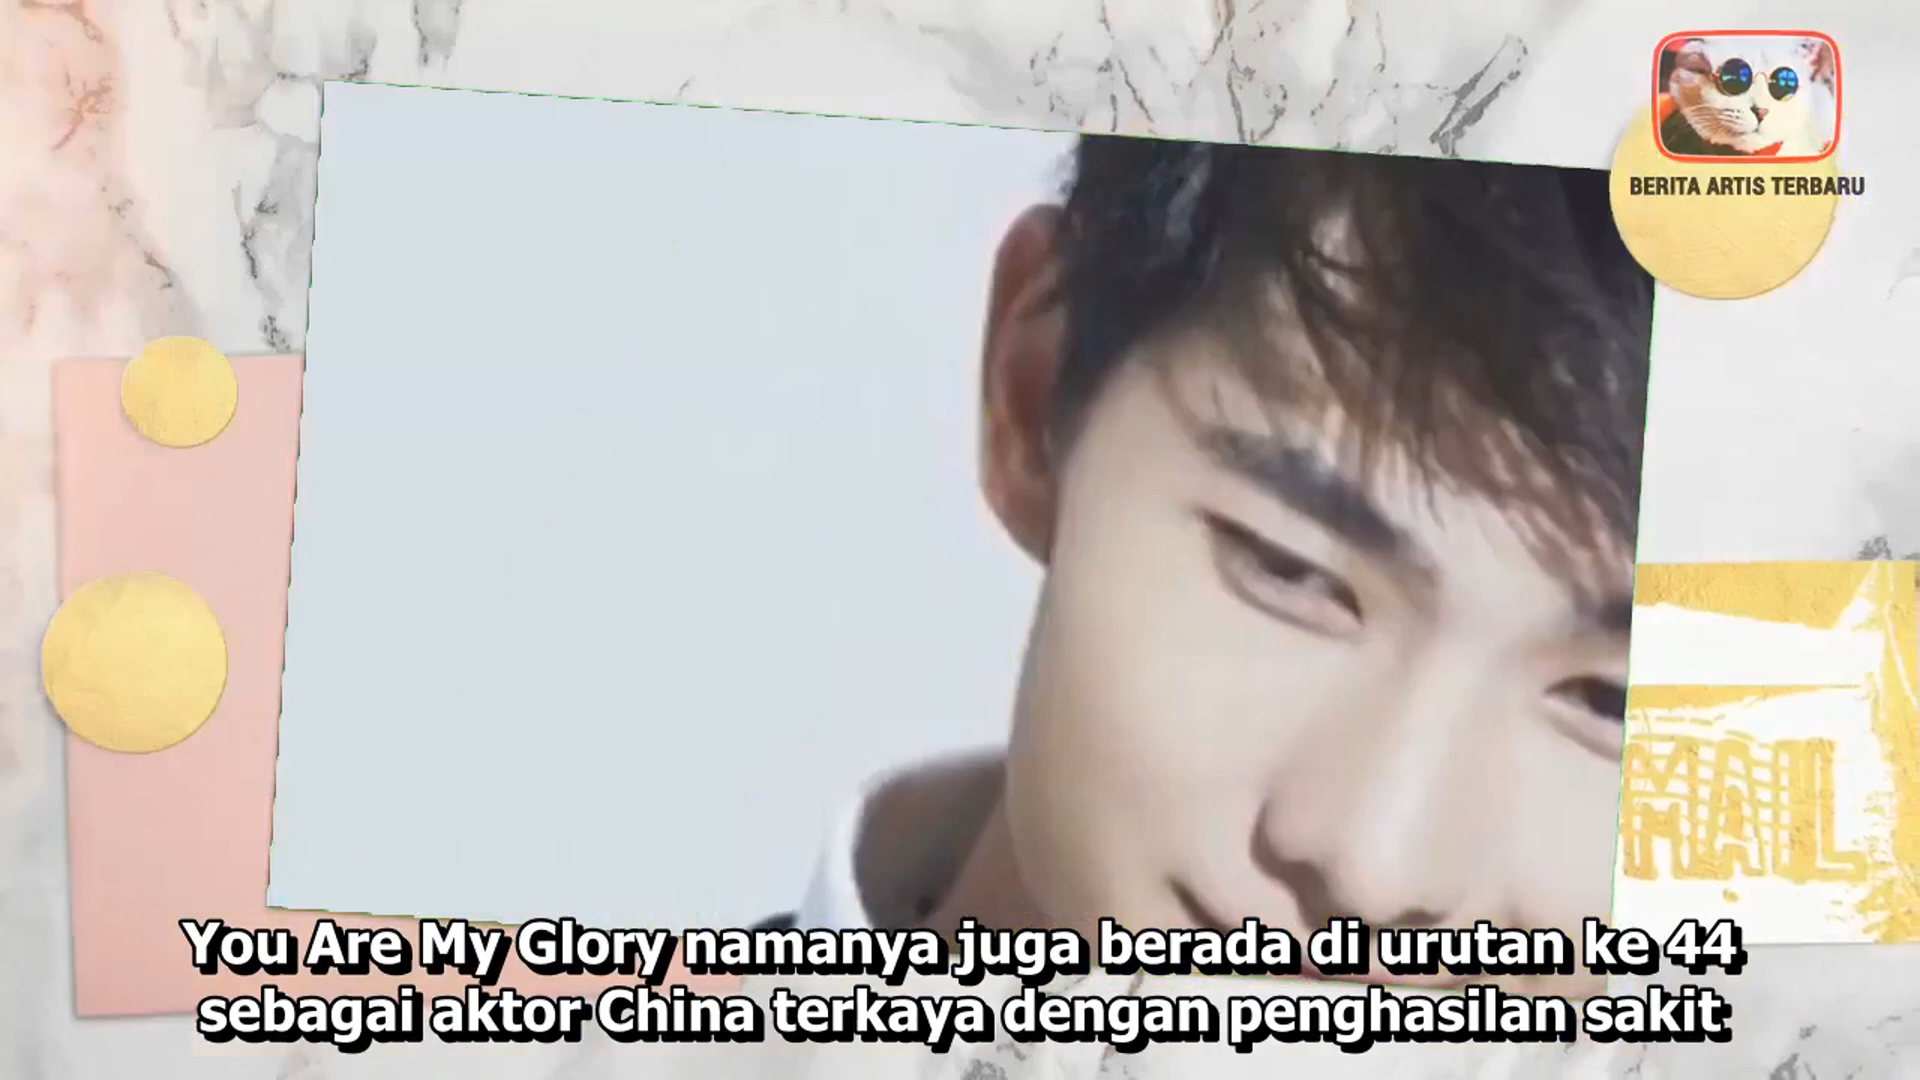 BERITA ARTIS TERBARU
MAIL
You Are My Glory namanya juga berada di urutan ke 44
sebagai aktor China terkaya dengan penghasilan sakit